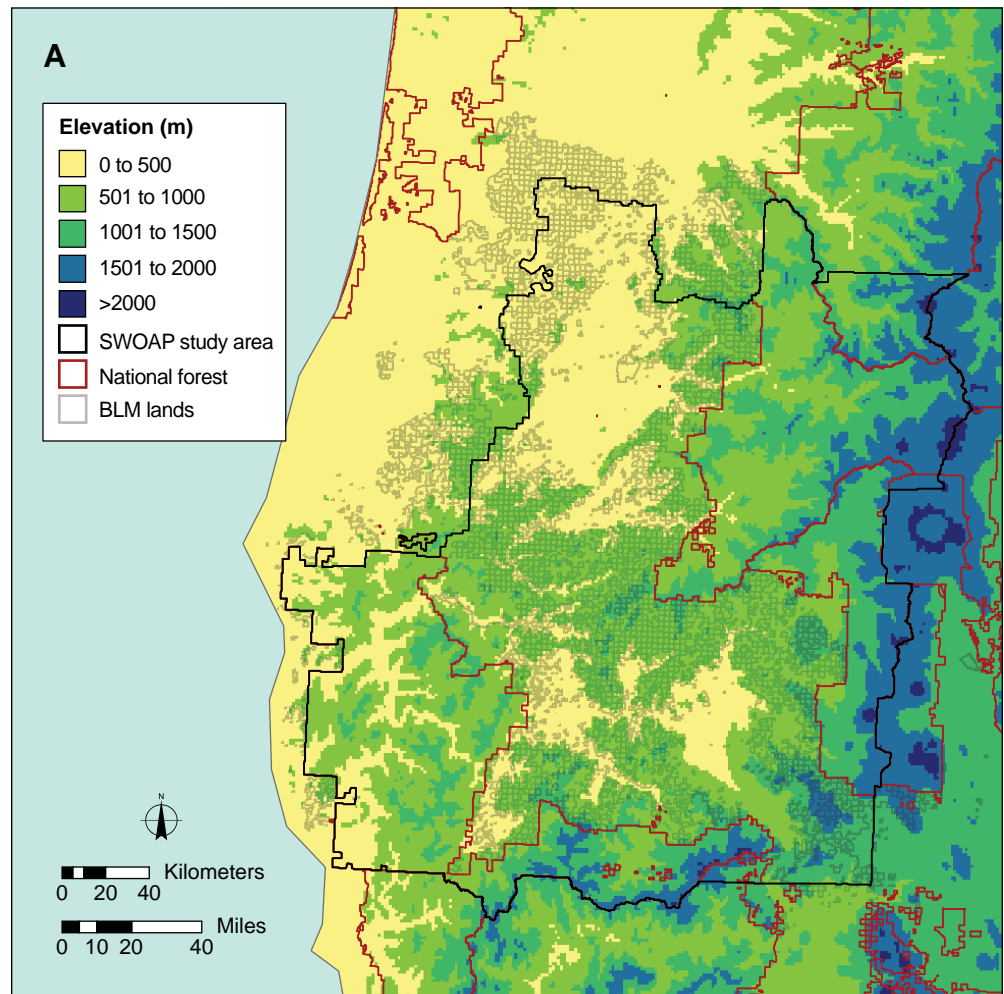 A
Elevation (m)
0 to 500
501 to 1000
1001 to 1500
1501 to 2000
>2000
SWOAP study area
National forest
BLM lands
N
Kilometers
0 20 40
Miles
0 10 20 40